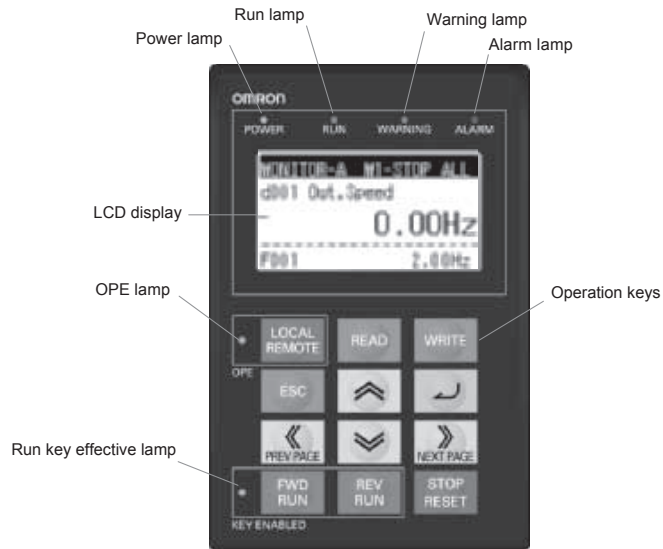 Run lamp
Warning lamp
Power lamp
Alarm lamp
OMRON
POWER RUN WARNING ALARM
MONITOR-A M1-STOP ALL
d001 Out.Speed
LCD display
0.00Hz
F001 2.00Hz
OPE lamp
Operation keys
LOCAL REMOTE
READ
WRITE
OPE
ESC
PREV PAGE
NEXT PAGE
Run key effective lamp
FWD RUN
REV RUN
STOP RESET
KEY ENABLED